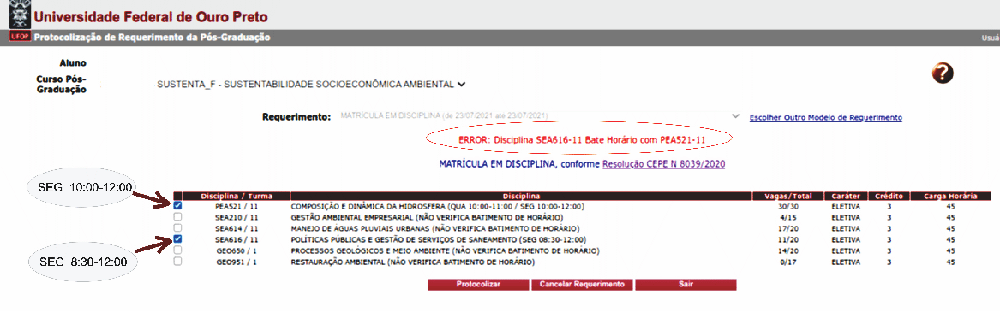 Universidade Federal de Ouro Preto
UFOP Protocolização de Requerimento da Pós-Graduação Usuá
Aluno
Curso Pós-Graduação SUSTENTA_F - SUSTENTABILIDADE SOCIOECONÔMICA AMBIENTAL
?
Requerimento: MATRÍCULA EM DISCIPLINA (de 23/07/2021 até 23/07/2021) Escolher Outro Modelo de Requerimento
ERROR: Disciplina SEA616-11 Bate Horário com PEA521-11
MATRÍCULA EM DISCIPLINA, conforme Resolução CEPE N 8039/2020
SEG 10:00-12:00
Disciplina / Turma Disciplina Vagas/Total Caráter Crédito Carga Horária
PEA521 / 11 COMPOSIÇÃO E DINÂMICA DA HIDROSFERA (QUA 10:00-11:00 / SEG 10:00-12:00) 30/30 ELETIVA 3 45
SEA210 / 11 GESTÃO AMBIENTAL EMPRESARIAL (NÃO VERIFICA BATIMENTO DE HORÁRIO) 4/15 ELETIVA 3 45
SEA614 / 11 MANEJO DE ÁGUAS PLUVIAIS URBANAS (NÃO VERIFICA BATIMENTO DE HORÁRIO) 17/20 ELETIVA 3 45
SEA616 / 11 POLÍTICAS PÚBLICAS E GESTÃO DE SERVIÇOS DE SANEAMENTO (SEG 08:30-12:00) 11/20 ELETIVA 3 45
GEO650 / 1 PROCESSOS GEOLÓGICOS E MEIO AMBIENTE (NÃO VERIFICA BATIMENTO DE HORÁRIO) 14/20 ELETIVA 3 45
GEO951 / 1 RESTAURAÇÃO AMBIENTAL (NÃO VERIFICA BATIMENTO DE HORÁRIO) 0/17 ELETIVA 3 45
SEG 8:30-12:00
Protocolizar Cancelar Requerimento Sair